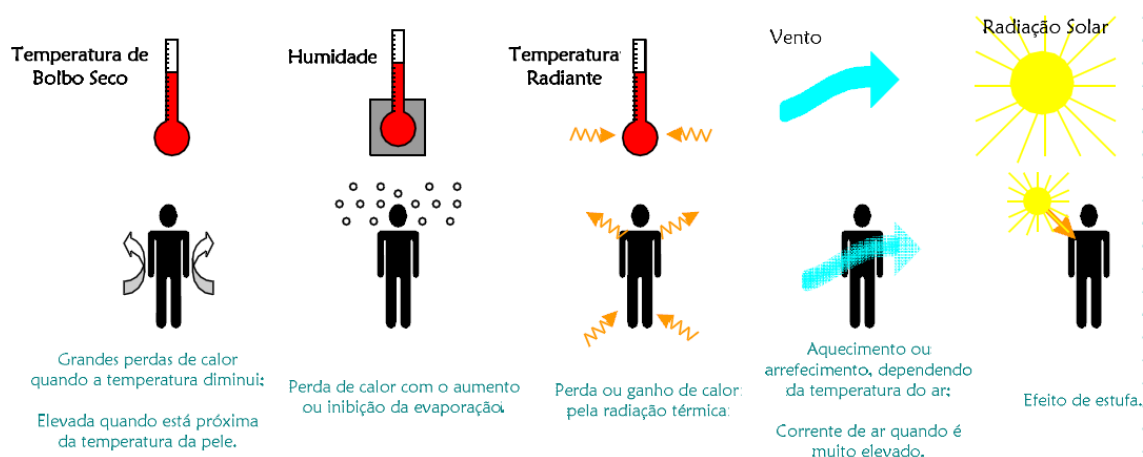 Temperatura de
Bolbo Seco
Humidade
Temperatura
Radiante
Vento
Radiação Solar
Grandes perdas de calor
quando a temperatura diminui;
Elevada quando está próxima
da temperatura da pele.
Perda de calor com o aumento
ou inibição da evaporação.
Perda ou ganho de calor
pela radiação térmica
Aquecimento ou
arrefecimento, dependendo
da temperatura do ar;
Corrente de ar quando é
muito elevado.
Efeito de estufa.